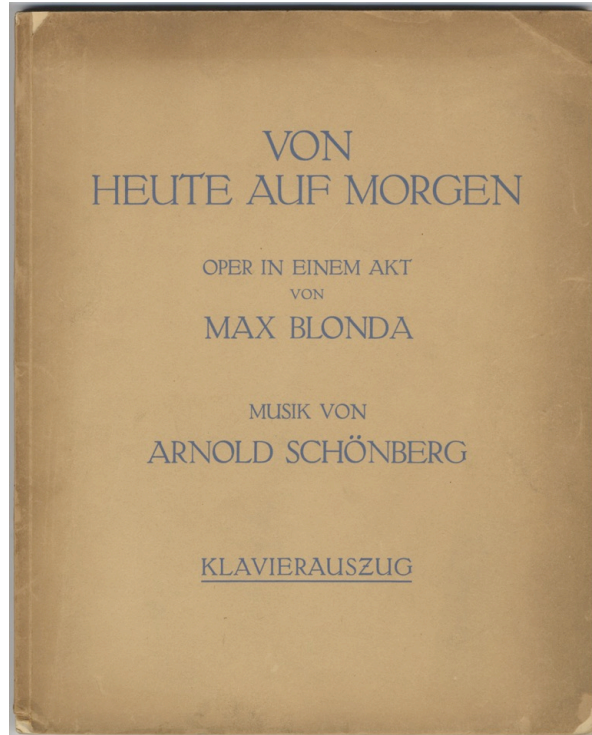 VON
HEUTE AUF MORGEN
OPER IN EINEM AKT
VON
MAX BLONDA
MUSIK VON
ARNOLD SCHÖNBERG
KLAVIERAUSZUG